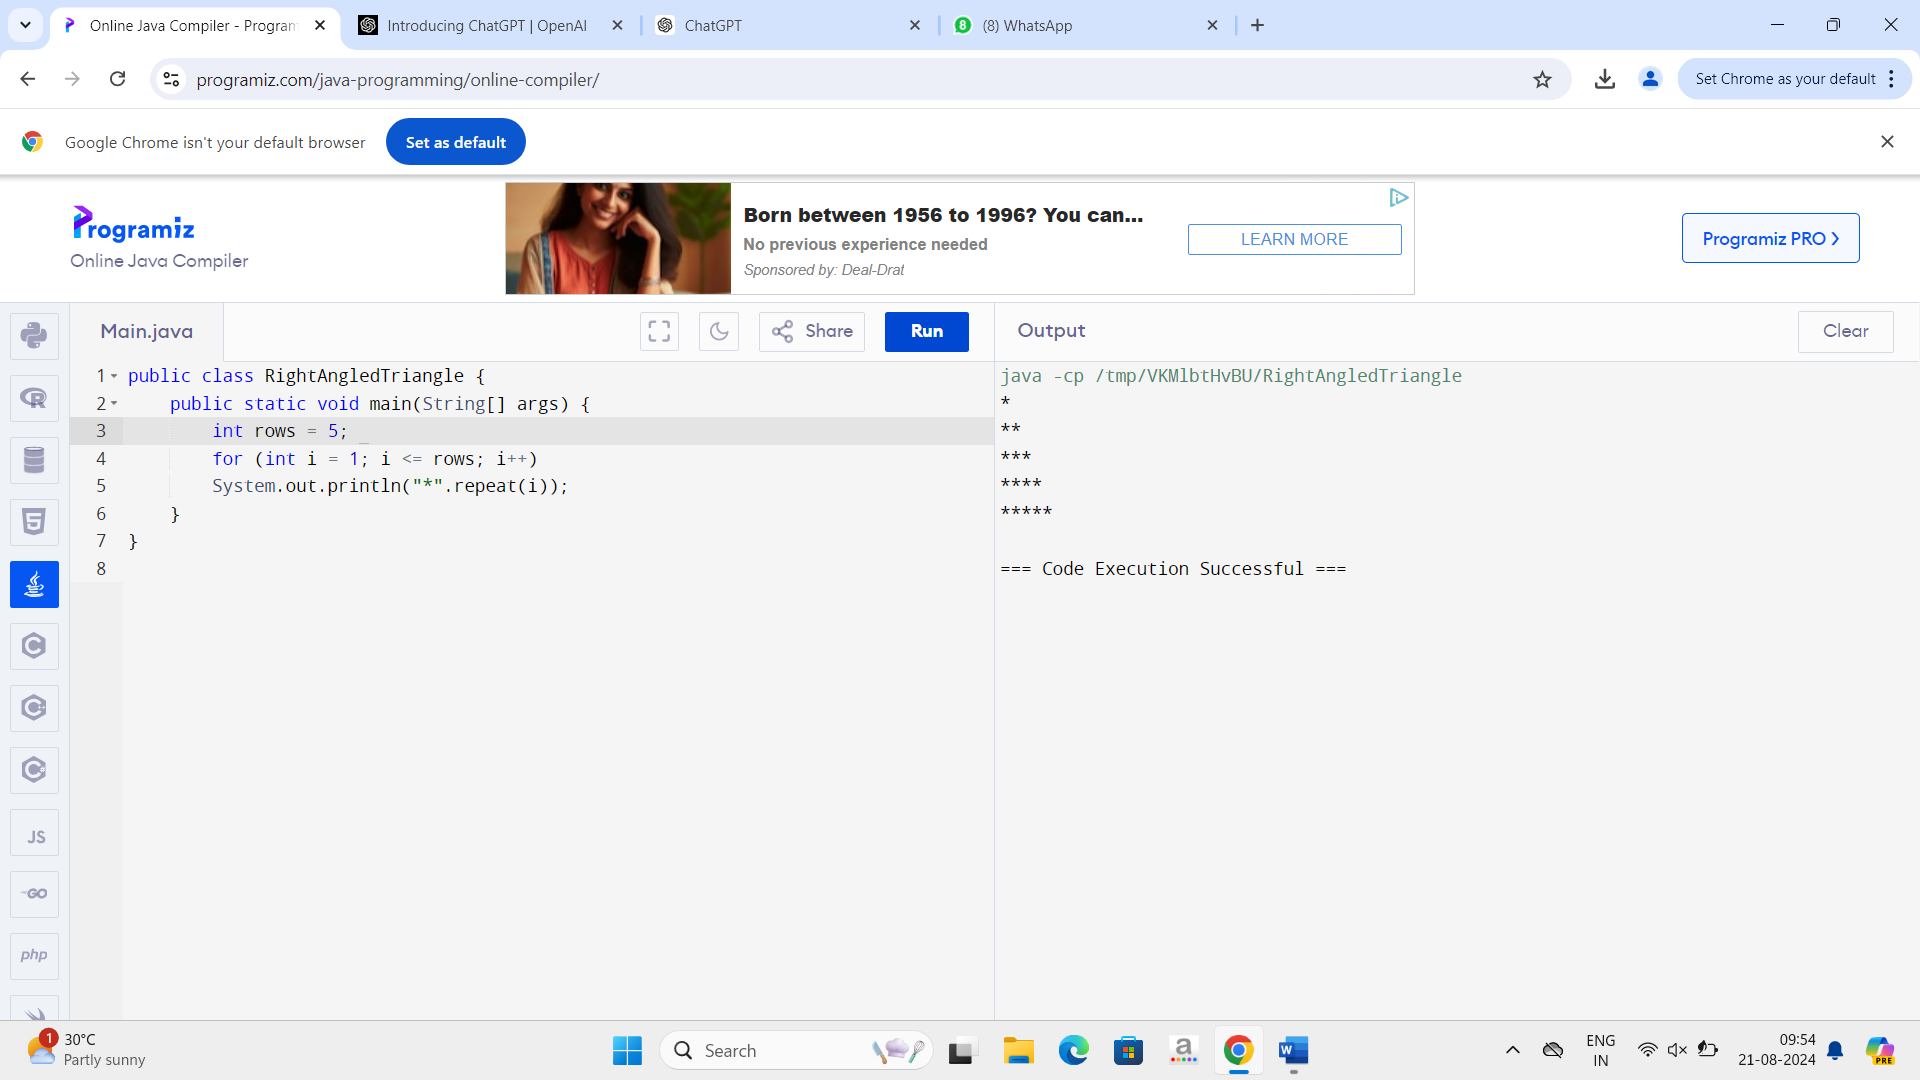 Online Java Compiler - Program
Introducing ChatGPT | OpenAI
ChatGPT
8
(8) WhatsApp
programiz.com/java-programming/online-compiler/
Set Chrome as your default
Google Chrome isn't your default browser
Set as default
Programiz
Online Java Compiler
Born between 1956 to 1996? You can...
No previous experience needed
Sponsored by: Deal-Drat
LEARN MORE
Programiz PRO
Main.java
Share
Run
Output
Clear
1 public class RightAngledTriangle {
2 public static void main(String[] args) {
3 int rows = 5;
4 for (int i = 1; i <= rows; i++)
5 System.out.println("*".repeat(i));
6 }
7 }
8
java -cp /tmp/VKMlbtHvBU/RightAngledTriangle
*
**
***
****
*****
=== Code Execution Successful ===
R
5
C
C
C
JS
GO
php
1
30°C
Partly sunny
Search
a
W
ENG
IN
09:54
21-08-2024
PRE